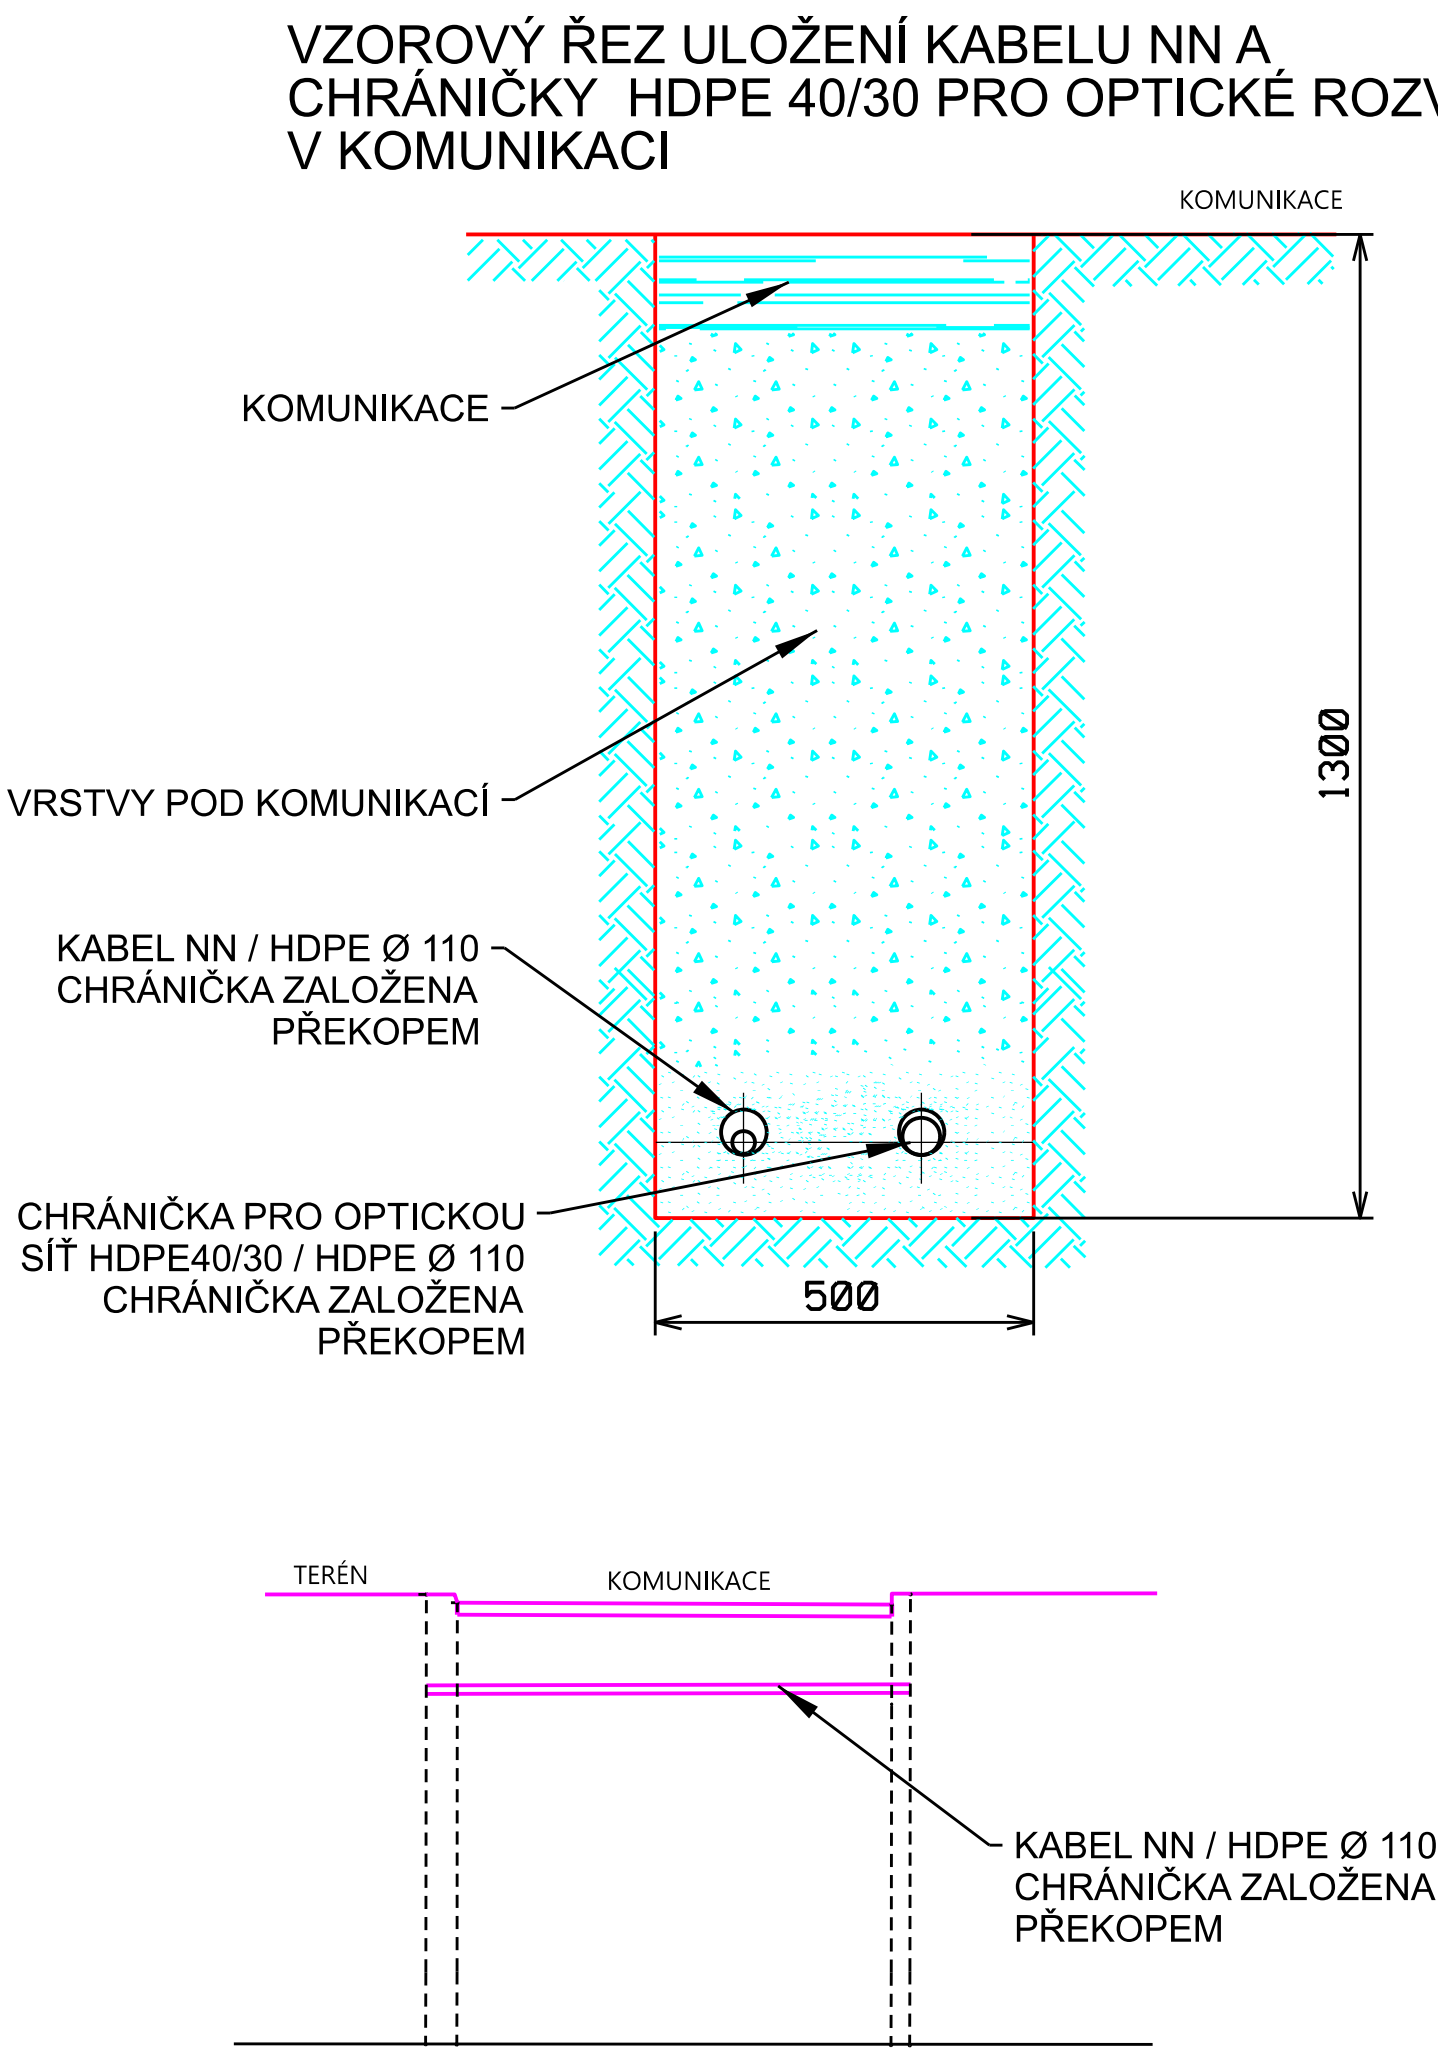 VZOROVÝ ŘEZ ULOŽENÍ KABELU NN A
CHRÁNIČKY HDPE 40/30 PRO OPTICKÉ ROZV
V KOMUNIKACI
KOMUNIKACE
KOMUNIKACE
1300
VRSTVY POD KOMUNIKACÍ
KABEL NN / HDPE Ø 110
CHRÁNIČKA ZALOŽENA
PŘEKOPEM
CHRÁNIČKA PRO OPTICKOU
SÍŤ HDPE40/30 / HDPE Ø 110
CHRÁNIČKA ZALOŽENA
PŘEKOPEM
500
TERÉN
KOMUNIKACE
KABEL NN / HDPE Ø 110
CHRÁNIČKA ZALOŽENA
PŘEKOPEM